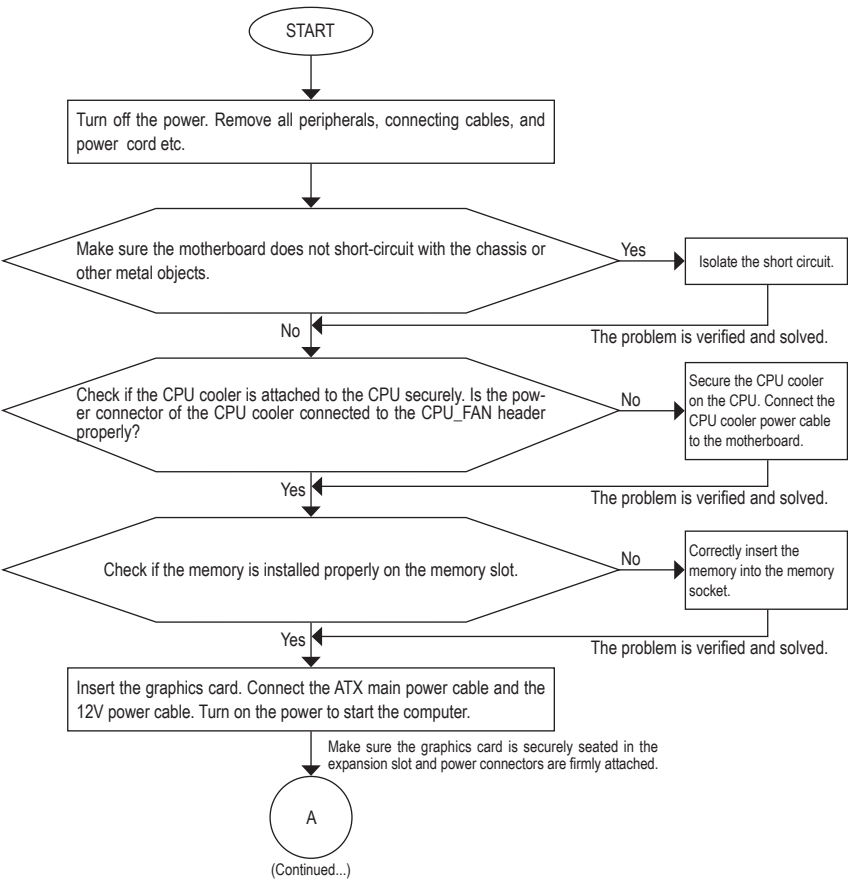 START
Turn off the power. Remove all peripherals, connecting cables, and
power cord etc.
Make sure the motherboard does not short-circuit with the chassis or
other metal objects.
Yes
Isolate the short circuit.
No
The problem is verified and solved.
Check if the CPU cooler is attached to the CPU securely. Is the pow-
er connector of the CPU cooler connected to the CPU_FAN header
properly?
No
Secure the CPU cooler
on the CPU. Connect the
CPU cooler power cable
to the motherboard.
Yes
The problem is verified and solved.
Check if the memory is installed properly on the memory slot.
No
Correctly insert the
memory into the memory
socket.
Yes
The problem is verified and solved.
Insert the graphics card. Connect the ATX main power cable and the
12V power cable. Turn on the power to start the computer.
Make sure the graphics card is securely seated in the
expansion slot and power connectors are firmly attached.
A
(Continued...)